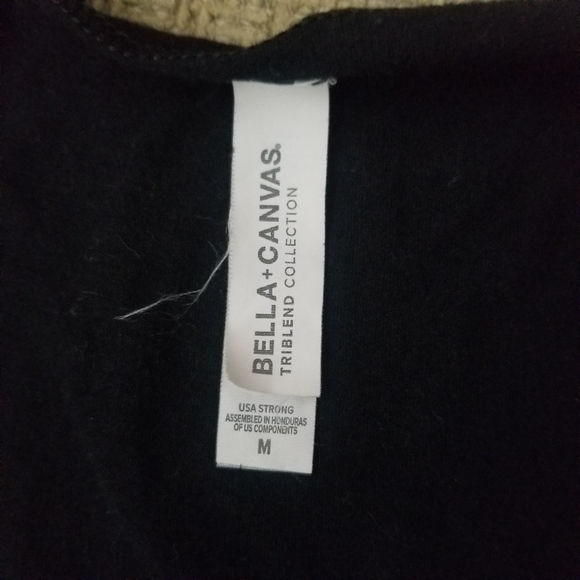 BELLA+CANVAS®
TRIBLEND COLLECTION
USA STRONG
ASSEMBLED IN HONDURAS
OF US COMPONENTS
M